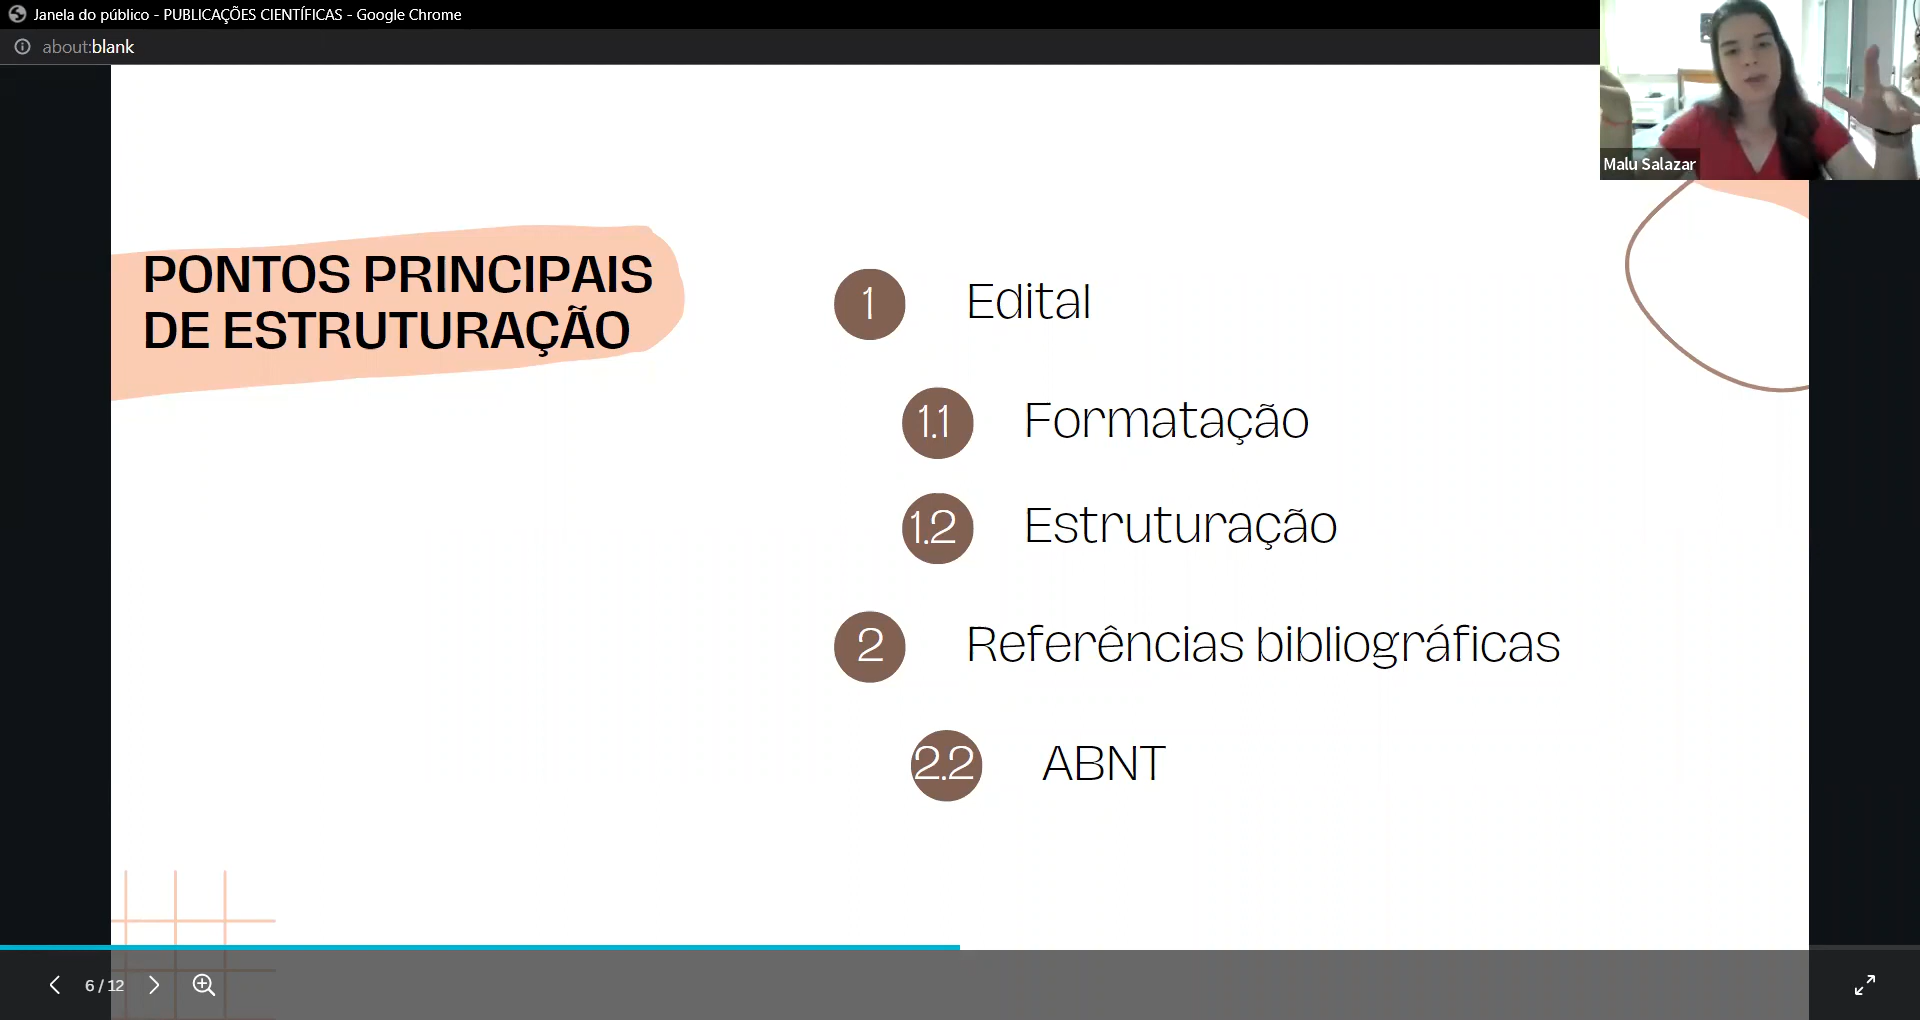 Janela do público - PUBLICAÇÕES CIENTÍFICAS - Google Chrome
about:blank
Malu Salazar
PONTOS PRINCIPAIS
DE ESTRUTURAÇÃO
1 Edital
1.1 Formatação
1.2 Estruturação
2 Referências bibliográficas
2.2 ABNT
6 / 12